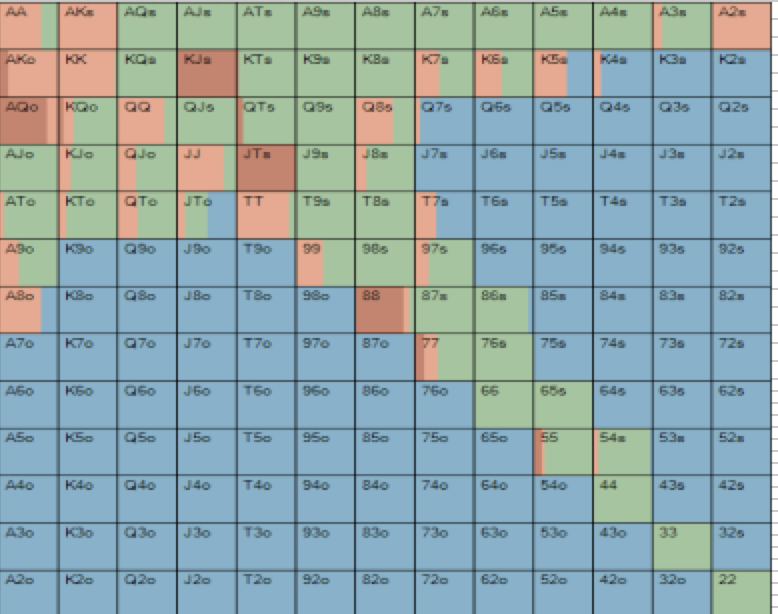 AA AKs AQs AJs ATs A9s A8s A7s A6s A5s A4s A3s A2s
AKo KK KQs KJs KTs K9s K8s K7s K6s K5s K4s K3s K2s
AQo KQo QQ QJs QTs Q9s Q8s Q7s Q6s Q5s Q4s Q3s Q2s
AJo KJo QJo JJ JTs J9s J8s J7s J6s J5s J4s J3s J2s
ATo KTo QTo JTo TT T9s T8s T7s T6s T5s T4s T3s T2s
A9o K9o Q9o J9o T9o 99 98s 97s 96s 95s 94s 93s 92s
A8o K8o Q8o J8o T8o 98o 88 87s 86s 85s 84s 83s 82s
A7o K7o Q7o J7o T7o 97o 87o 77 76s 75s 74s 73s 72s
A6o K6o Q6o J6o T6o 96o 86o 76o 66 65s 64s 63s 62s
A5o K5o Q5o J5o T5o 95o 85o 75o 65o 55 54s 53s 52s
A4o K4o Q4o J4o T4o 94o 84o 74o 64o 54o 44 43s 42s
A3o K3o Q3o J3o T3o 93o 83o 73o 63o 53o 43o 33 32s
A2o K2o Q2o J2o T2o 92o 82o 72o 62o 52o 42o 32o 22